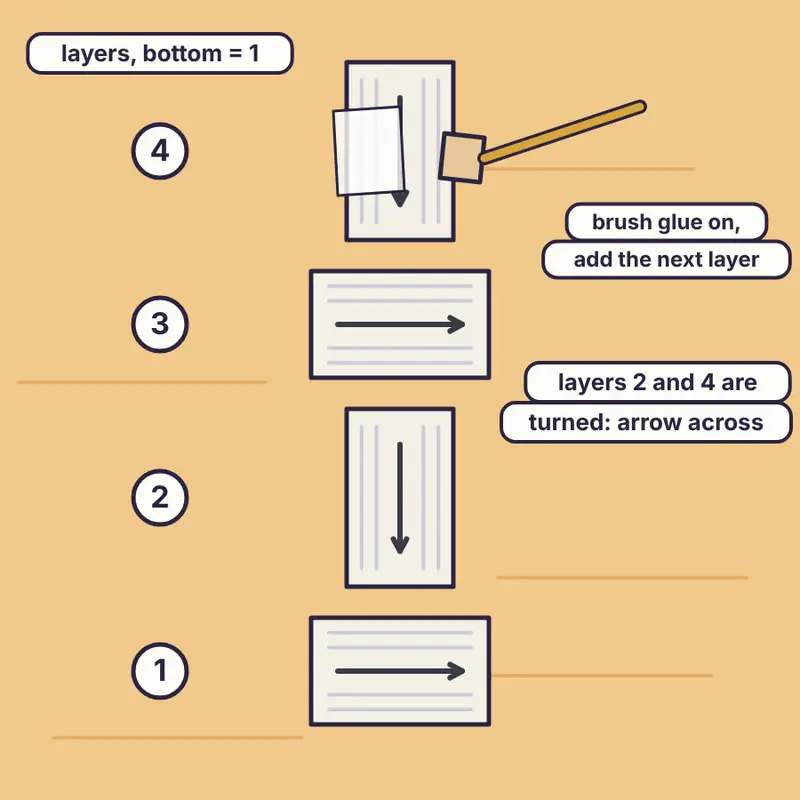 layers, bottom = 1
4
brush glue on,
add the next layer
3
layers 2 and 4 are
turned: arrow across
2
1